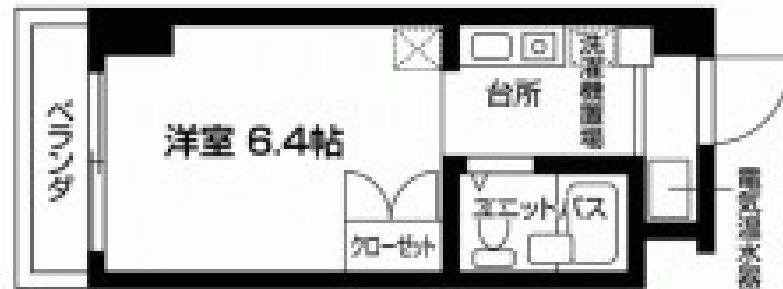 ベランダ
洋室 6.4帖
台所
洗濯機置場
クローゼット
ユニットバス
電気温水器